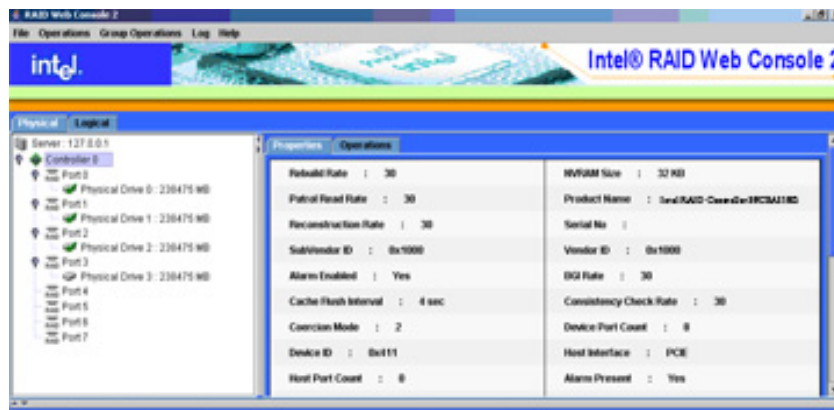 RAID Web Console 2
File Operations Group Operations Log Help
intel.
Intel® RAID Web Console 2
Physical Logical
Server : 127.0.0.1
Controller 0
Port 0
Physical Drive 0 : 238475 MB
Port 1
Physical Drive 1 : 238475 MB
Port 2
Physical Drive 2 : 238475 MB
Port 3
Physical Drive 3 : 238475 MB
Port 4
Port 5
Port 6
Port 7
Properties Operations
Rebuild Rate : 30
NVRAM Size : 32 KB
Patrol Read Rate : 30
Product Name : Intel RAID Controller
Reconstruction Rate : 30
Serial No :
SubVendor ID : 0x1000
Vendor ID : 0x1000
Alarm Enabled : Yes
BGI Rate : 30
Cache Flush Interval : 4 sec
Consistency Check Rate : 30
Coercion Mode : 2
Device Port Count : 8
Device ID : 0x411
Host Interface : PCIE
Host Port Count : 0
Alarm Present : Yes